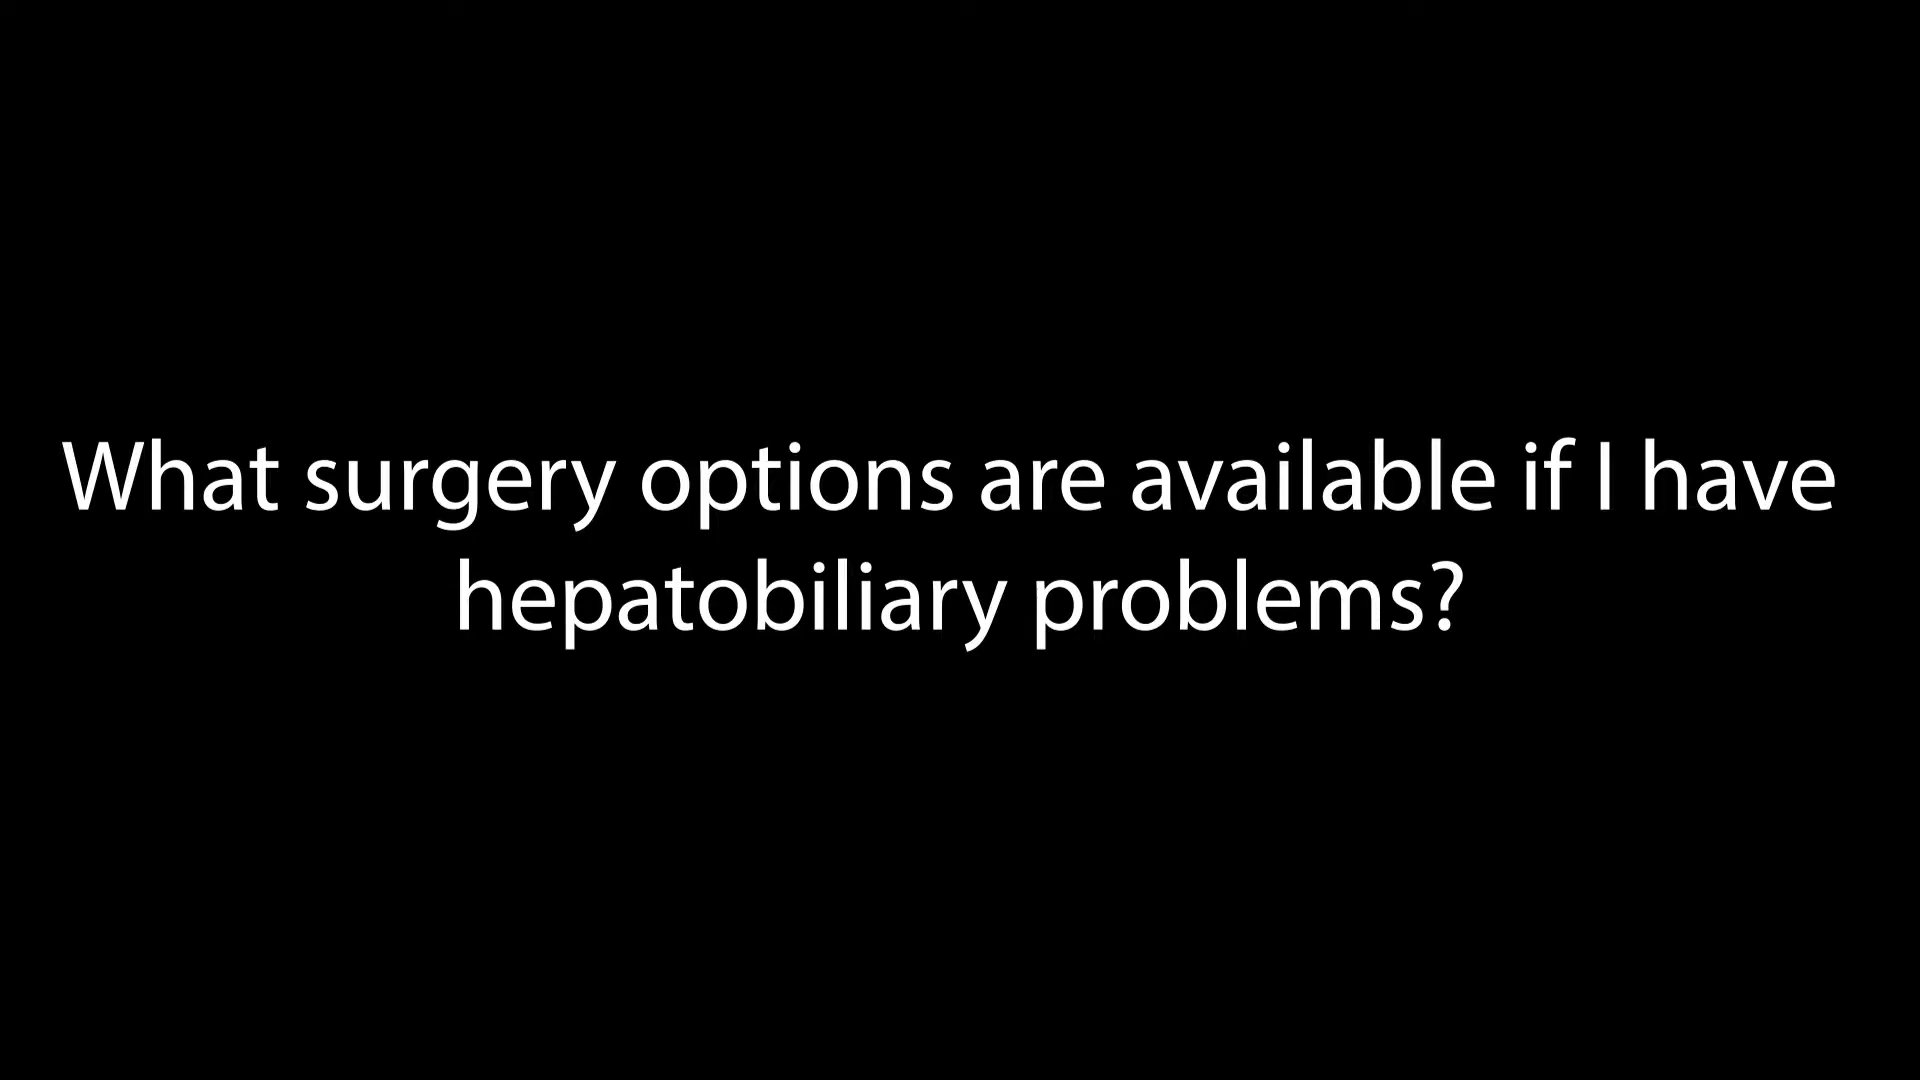 What surgery options are available if I have
hepatobiliary problems?